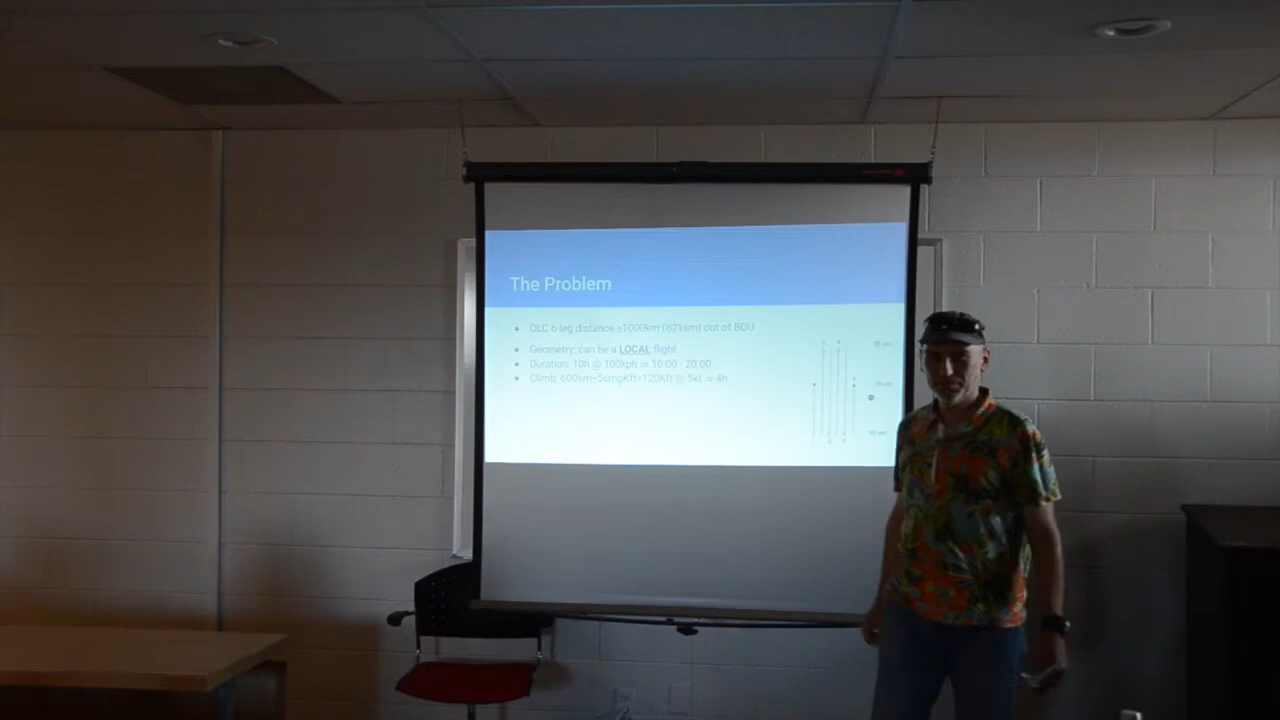 The Problem
OLC 6-leg distance ≥1000km (621sm) out of BDU
Geometry: can be a LOCAL flight
Duration: 10h @ 100kph ⇒ 10:00 - 20:00
Climb: 600sm÷5smpKft=120Kft @ 5kt ⇒ 4h